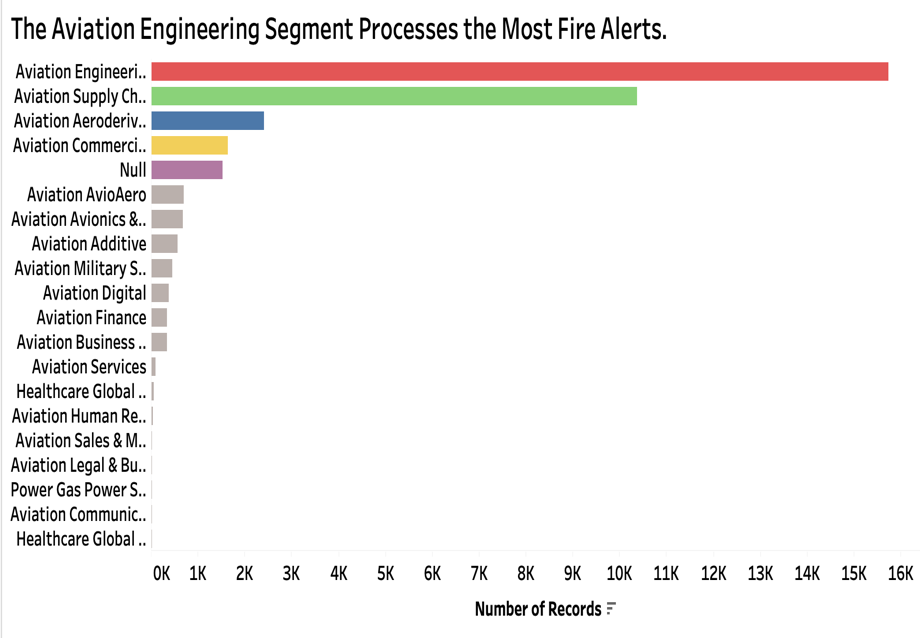 The Aviation Engineering Segment Processes the Most Fire Alerts.
Aviation Engineeri..
Aviation Supply Ch..
Aviation Aeroderiv..
Aviation Commerci..
Null
Aviation AvioAero
Aviation Avionics &..
Aviation Additive
Aviation Military S..
Aviation Digital
Aviation Finance
Aviation Business ..
Aviation Services
Healthcare Global ..
Aviation Human Re..
Aviation Sales & M..
Aviation Legal & Bu..
Power Gas Power S..
Aviation Communic..
Healthcare Global ..
0K 1K 2K 3K 4K 5K 6K 7K 8K 9K 10K 11K 12K 13K 14K 15K 16K
Number of Records